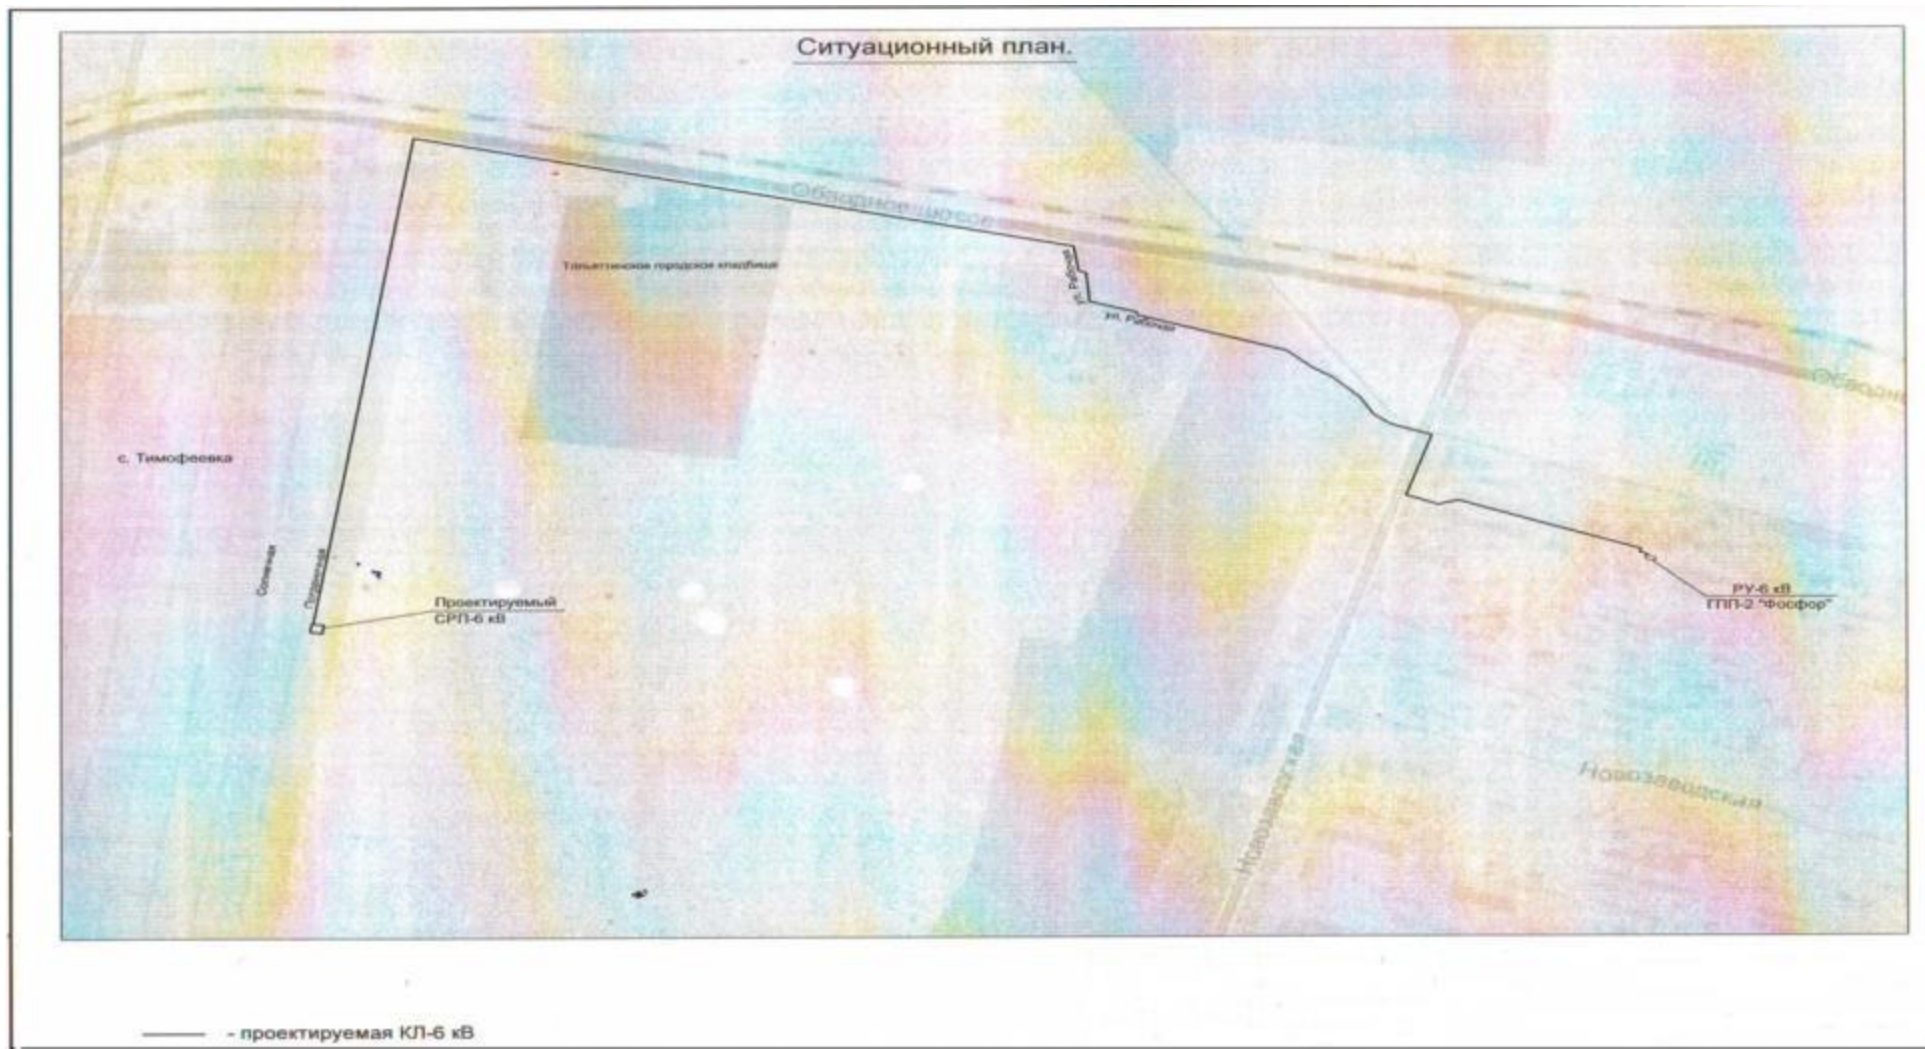 Ситуационный план.
Обводное шоссе
Тольяттинское городское кладбище
ул. Рабочая
ул. Рабочая
Обводн
с. Тимофеевка
РУ-6 кВ
ГПП-2 "Фосфор"
Проектируемый
СРП-6 кВ
Новозаводская
Новозаводская
- проектируемая КЛ-6 кВ